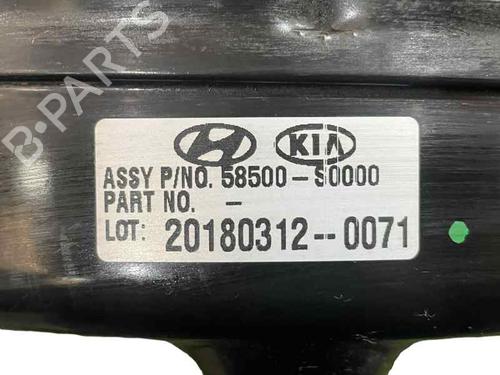 B-PARTS
KIA
ASSY P/NO. 58500-S0000
PART NO. -
LOT: 20180312--0071